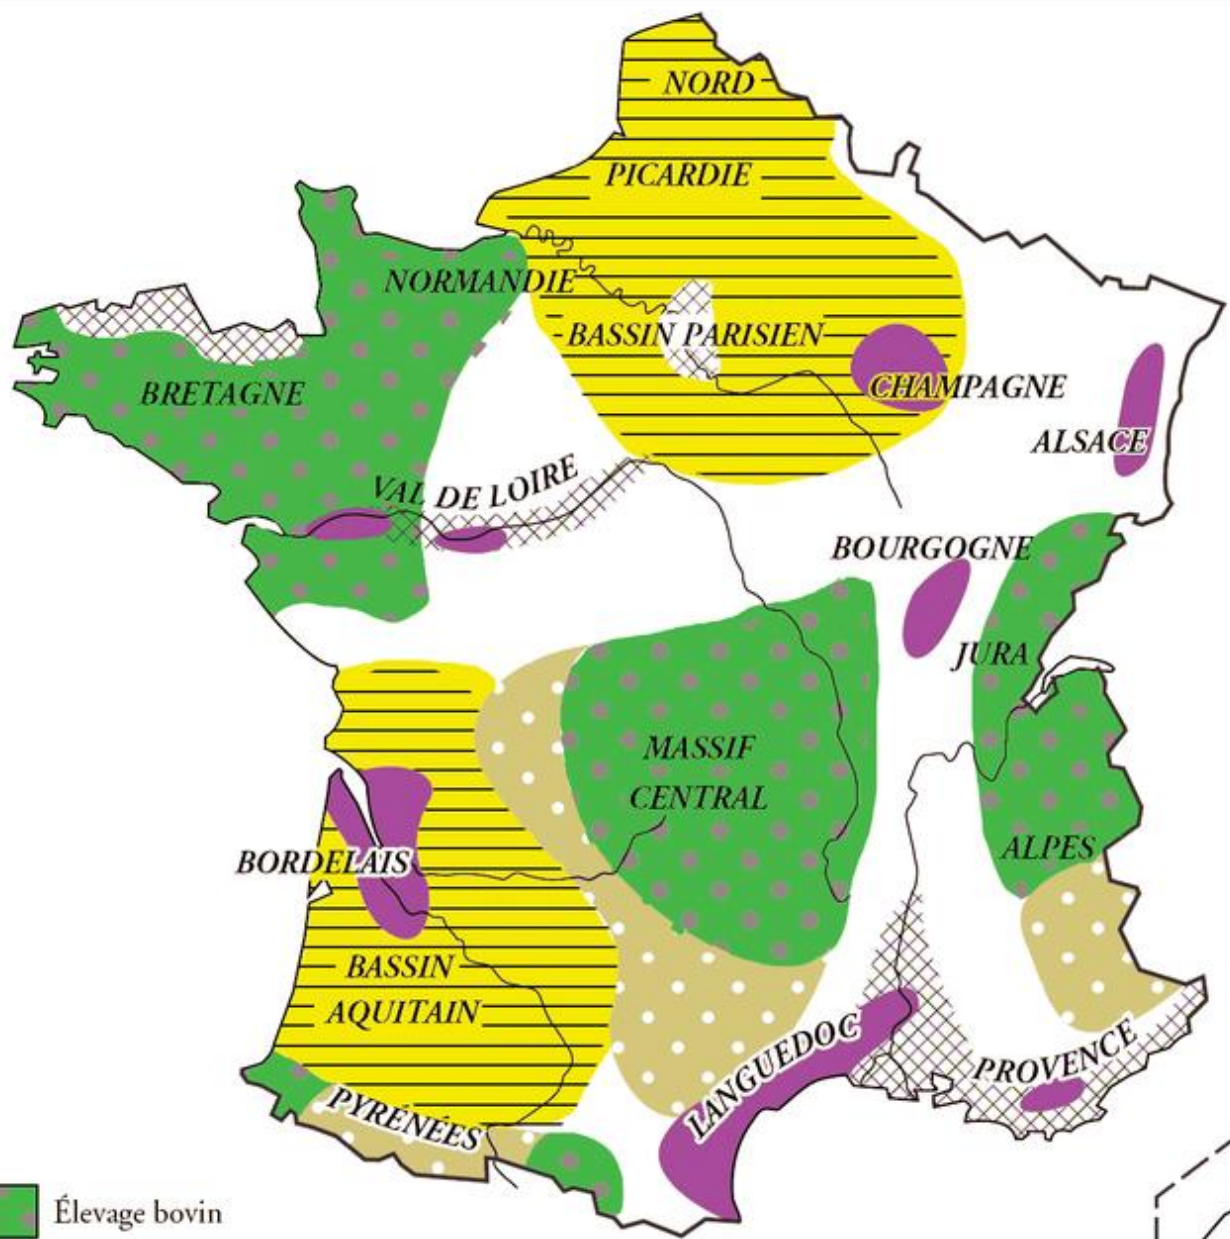 NORD
PICARDIE
NORMANDIE
BASSIN PARISIEN
BRETAGNE
CHAMPAGNE
ALSACE
VAL DE LOIRE
BOURGOGNE
JURA
MASSIF
CENTRAL
BORDELAIS
ALPES
BASSIN
AQUITAIN
LANGUEDOC
PROVENCE
PYRÉNÉES
Élevage bovin